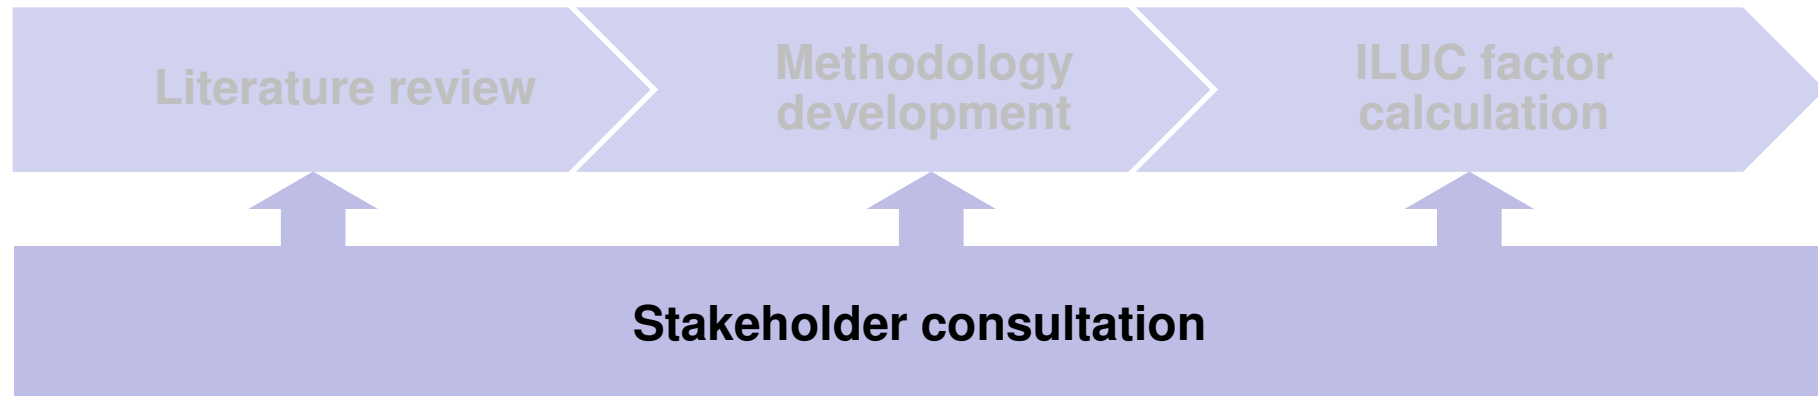 Literature review
Methodology
development
ILUC factor
calculation
Stakeholder consultation